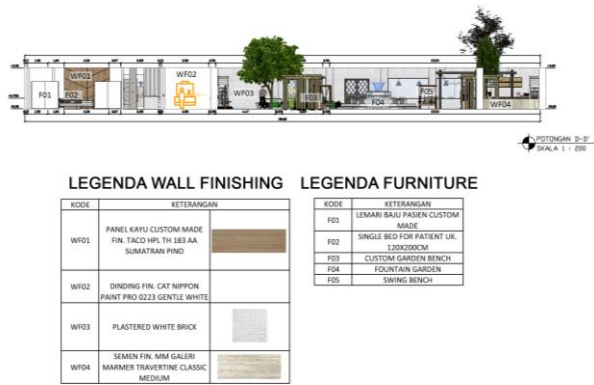 WF01
WF02
F01
F02
WF03
F03
F04
F05
WF04
POTONGAN D-D'
SKALA 1 : 200
LEGENDA WALL FINISHING
KODE KETERANGAN
WF01
PANEL KAYU CUSTOM MADE
FIN. TACO HPL TH 183 AA
SUMATRAN PINO
WF02
DINDING FIN. CAT NIPPON
PAINT PRO 0223 GENTLE WHITE
WF03 PLASTERED WHITE BRICK
WF04
SEMEN FIN. MM GALERI
MARMER TRAVERTINE CLASSIC
MEDIUM
LEGENDA FURNITURE
KODE KETERANGAN
F01
LEMARI BAJU PASIEN CUSTOM
MADE
F02
SINGLE BED FOR PATIENT UK.
120X200CM
F03 CUSTOM GARDEN BENCH
F04 FOUNTAIN GARDEN
F05 SWING BENCH